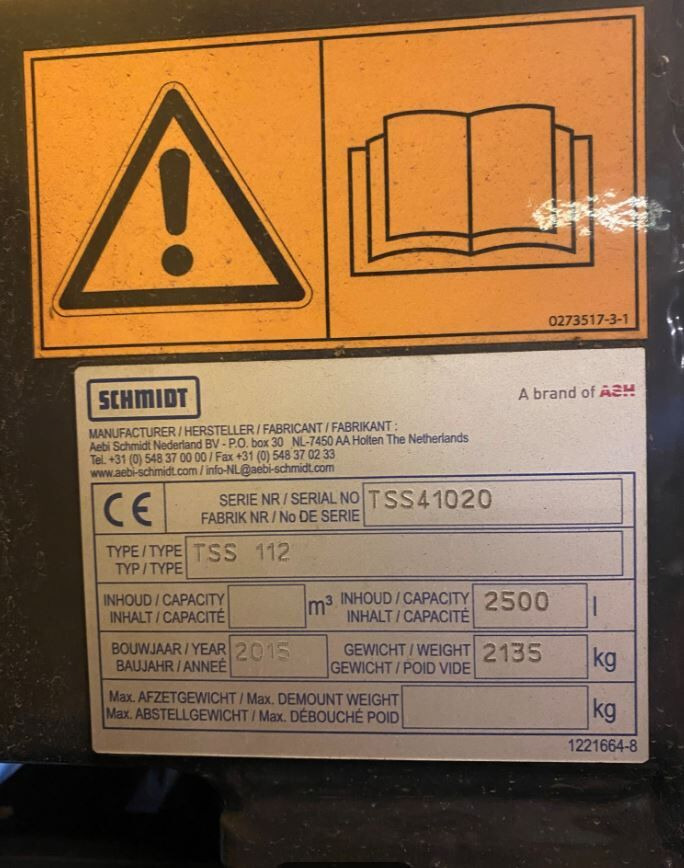 0273517-3-1
SCHMIDT
A brand of ASH
MANUFACTURER / HERSTELLER / FABRICANT / FABRIKANT :
Aebi Schmidt Nederland BV - P.O. box 30 NL-7450 AA Holten The Netherlands
Tel. +31 (0) 548 37 00 00 / Fax +31 (0) 548 37 02 33
www.aebi-schmidt.com / info-NL@aebi-schmidt.com
CE
SERIE NR / SERIAL NO
FABRIK NR / No DE SERIE
TSS41020
TYPE / TYPE
TYP / TYPE
TSS 112
INHOUD / CAPACITY
INHALT / CAPACITÉ
m³
INHOUD / CAPACITY
INHALT / CAPACITÉ
2500
l
BOUWJAAR / YEAR
BAUJAHR / ANNEÉ
2015
GEWICHT / WEIGHT
GEWICHT / POID VIDE
2135
kg
Max. AFZETGEWICHT / Max. DEMOUNT WEIGHT
Max. ABSTELLGEWICHT / Max. DÉBOUCHÉ POID
kg
1221664-8